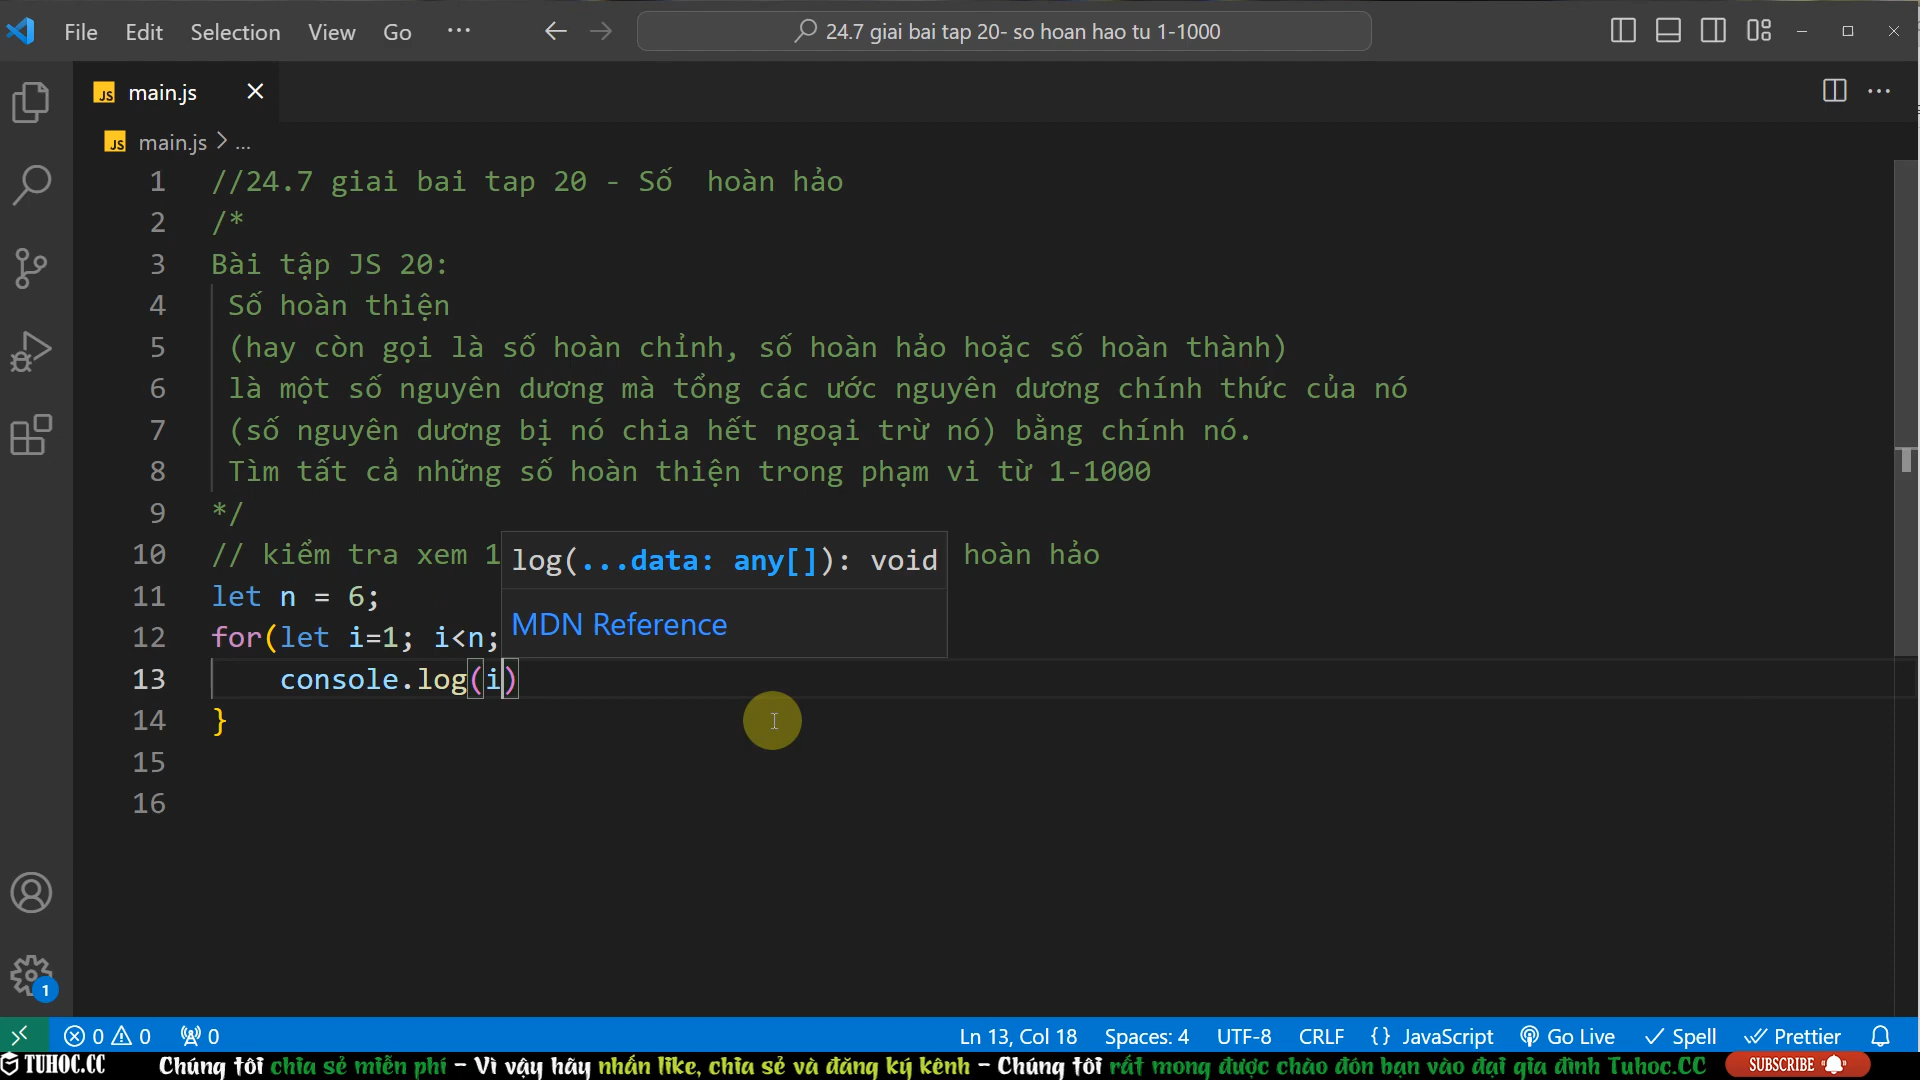 File Edit Selection View Go ··· 24.7 giai bai tap 20- so hoan hao tu 1-1000
JS main.js
JS main.js > ...
1 //24.7 giai bai tap 20 - Số  hoàn hảo
2 /*
3 Bài tập JS 20:
4 Số hoàn thiện
5 (hay còn gọi là số hoàn chỉnh, số hoàn hảo hoặc số hoàn thành)
6 là một số nguyên dương mà tổng các ước nguyên dương chính thức của nó
7 (số nguyên dương bị nó chia hết ngoại trừ nó) bằng chính nó.
8 Tìm tất cả những số hoàn thiện trong phạm vi từ 1-1000
9 */
10 // kiểm tra xem 1 hoàn hảo
log(...data: any[]): void
MDN Reference
11 let n = 6;
12 for(let i=1; i<n;
13 console.log(i)
14 }
15
16
1
0 0 0 Ln 13, Col 18 Spaces: 4 UTF-8 CRLF {} JavaScript Go Live Spell Prettier
TUHOC.CC Chúng tôi chia sẻ miễn phí - Vì vậy hãy nhấn like, chia sẻ và đăng ký kênh - Chúng tôi rất mong được chào đón bạn vào đại gia đình Tuhoc.CC SUBSCRIBE